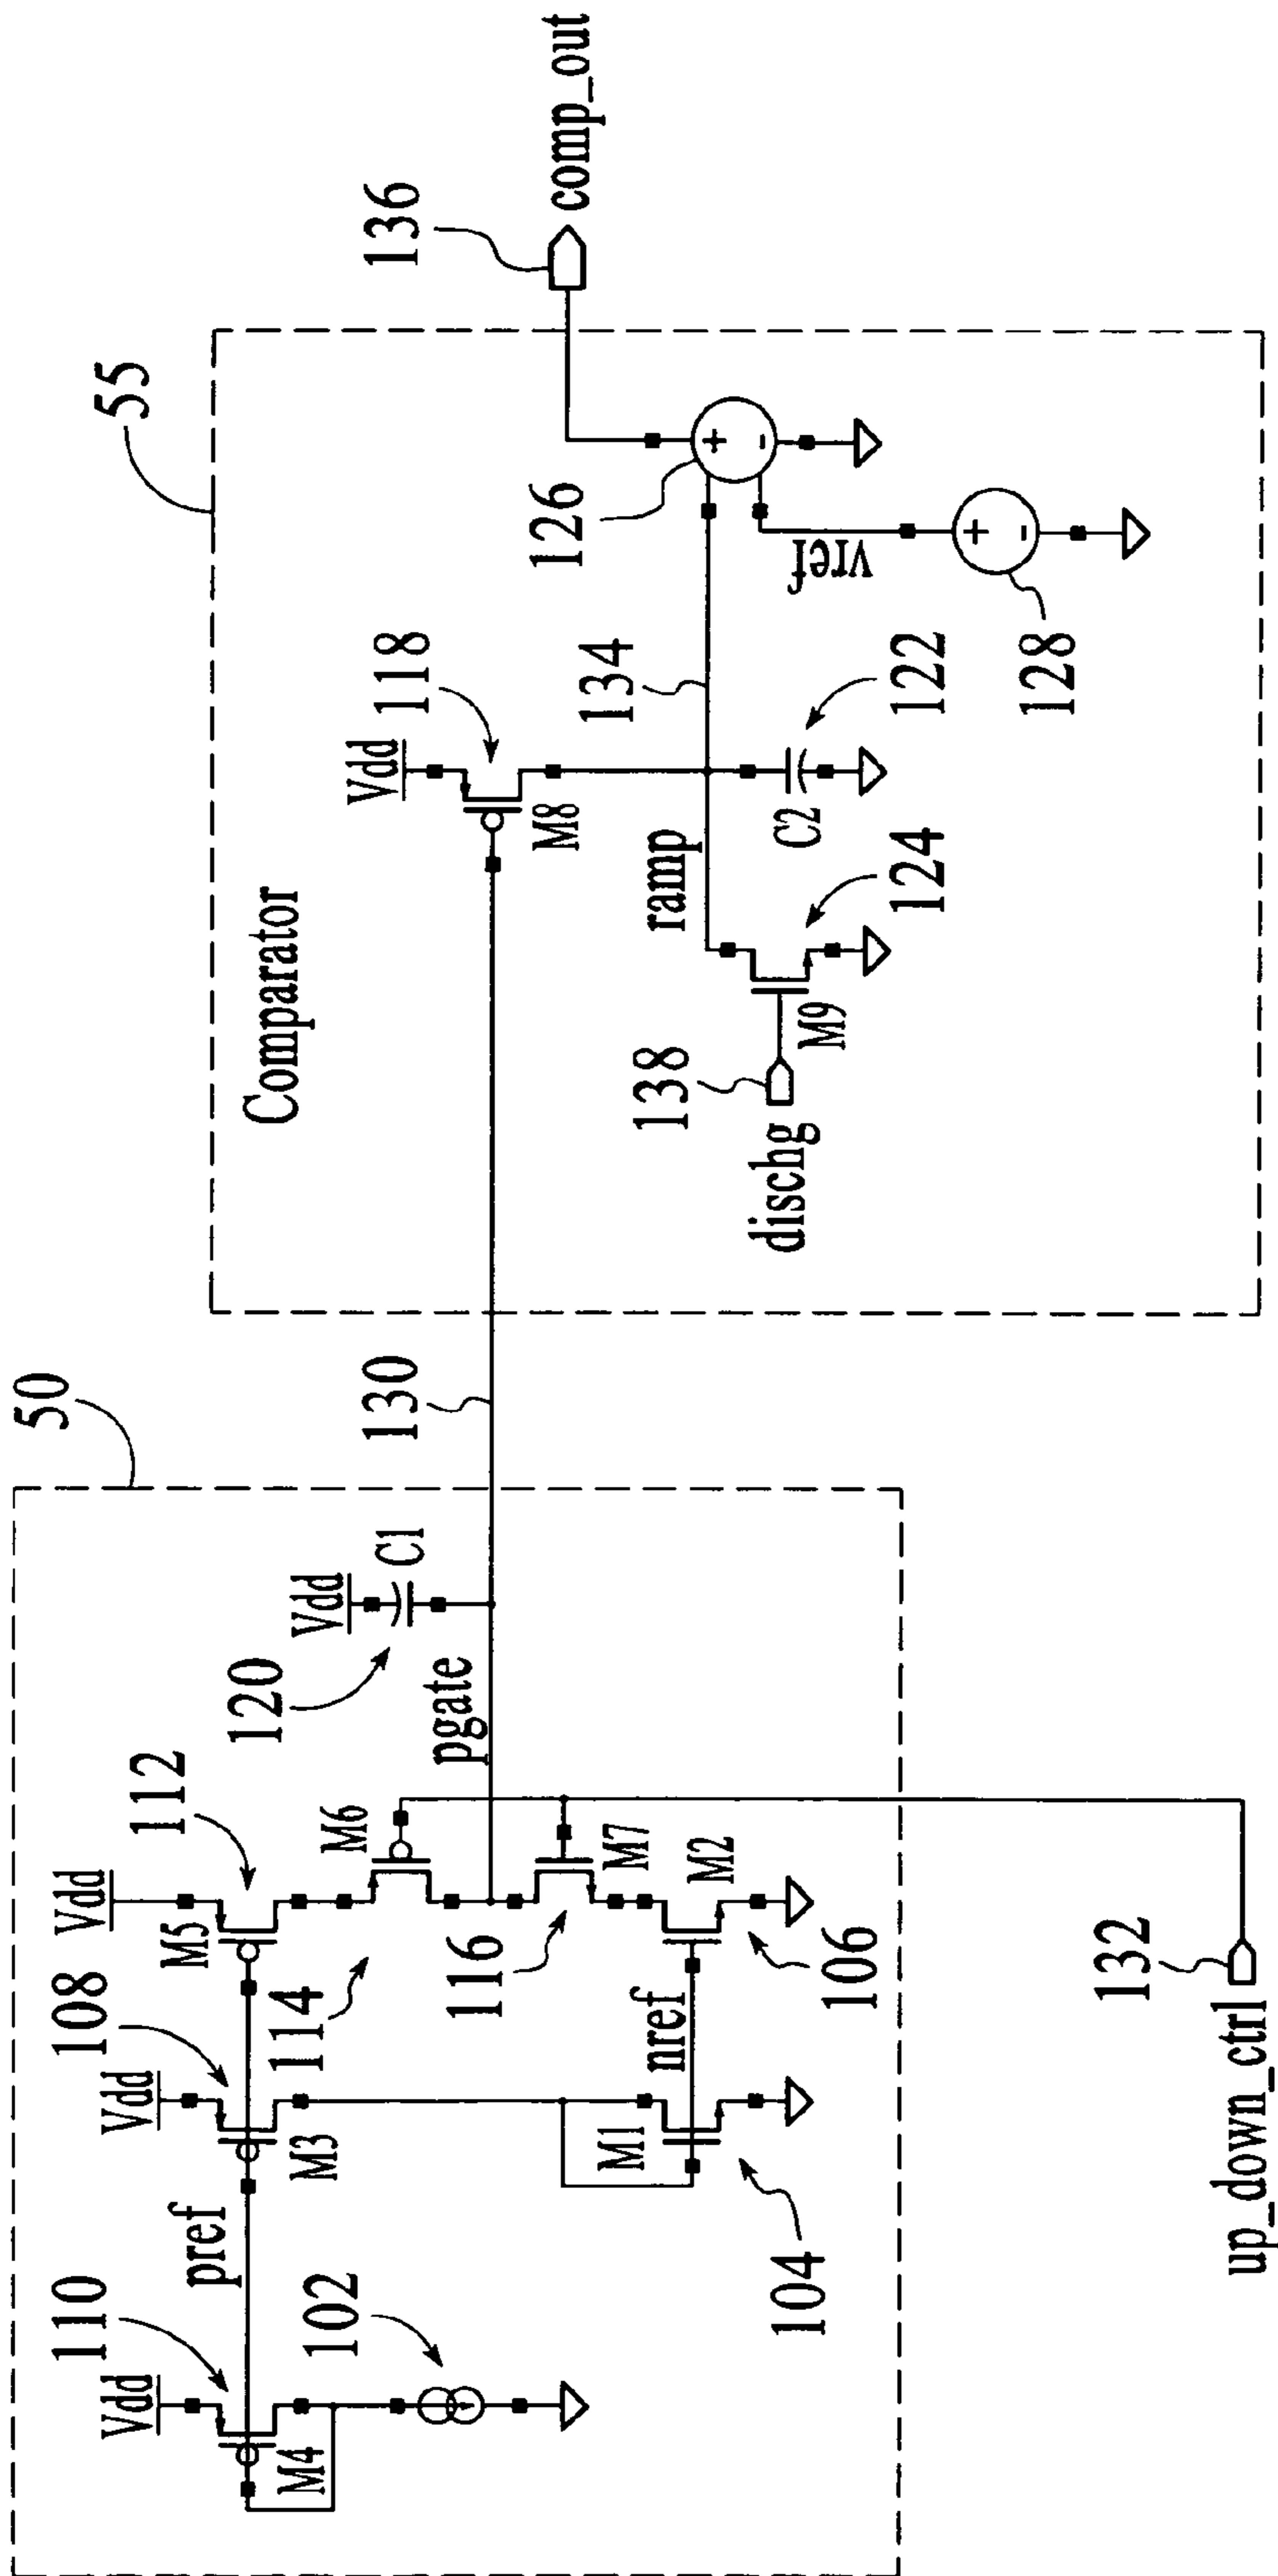 50
110
Vdd
M4
102
pref
108
Vdd
M3
M1
104
nref
112
Vdd
M5
114
M6
116
M7
M2
106
pgate
120
Vdd
C1
130
132
up_down_ctrl
55
Comparator
118
Vdd
M8
ramp
134
138
dischg
M9
124
C2
122
126
vref
128
136
comp_out